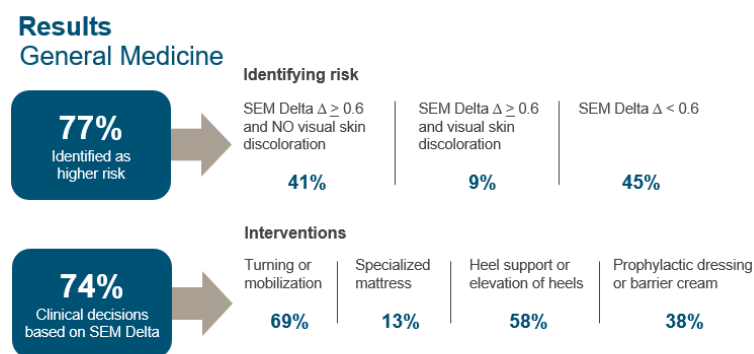 Results
General Medicine
Identifying risk
77%
Identified as
higher risk
SEM Delta Δ ≥ 0.6
and NO visual skin
discoloration
41%
SEM Delta Δ ≥ 0.6
and visual skin
discoloration
9%
SEM Delta Δ < 0.6
45%
Interventions
74%
Clinical decisions
based on SEM Delta
Turning or
mobilization
69%
Specialized
mattress
13%
Heel support or
elevation of heels
58%
Prophylactic dressing
or barrier cream
38%